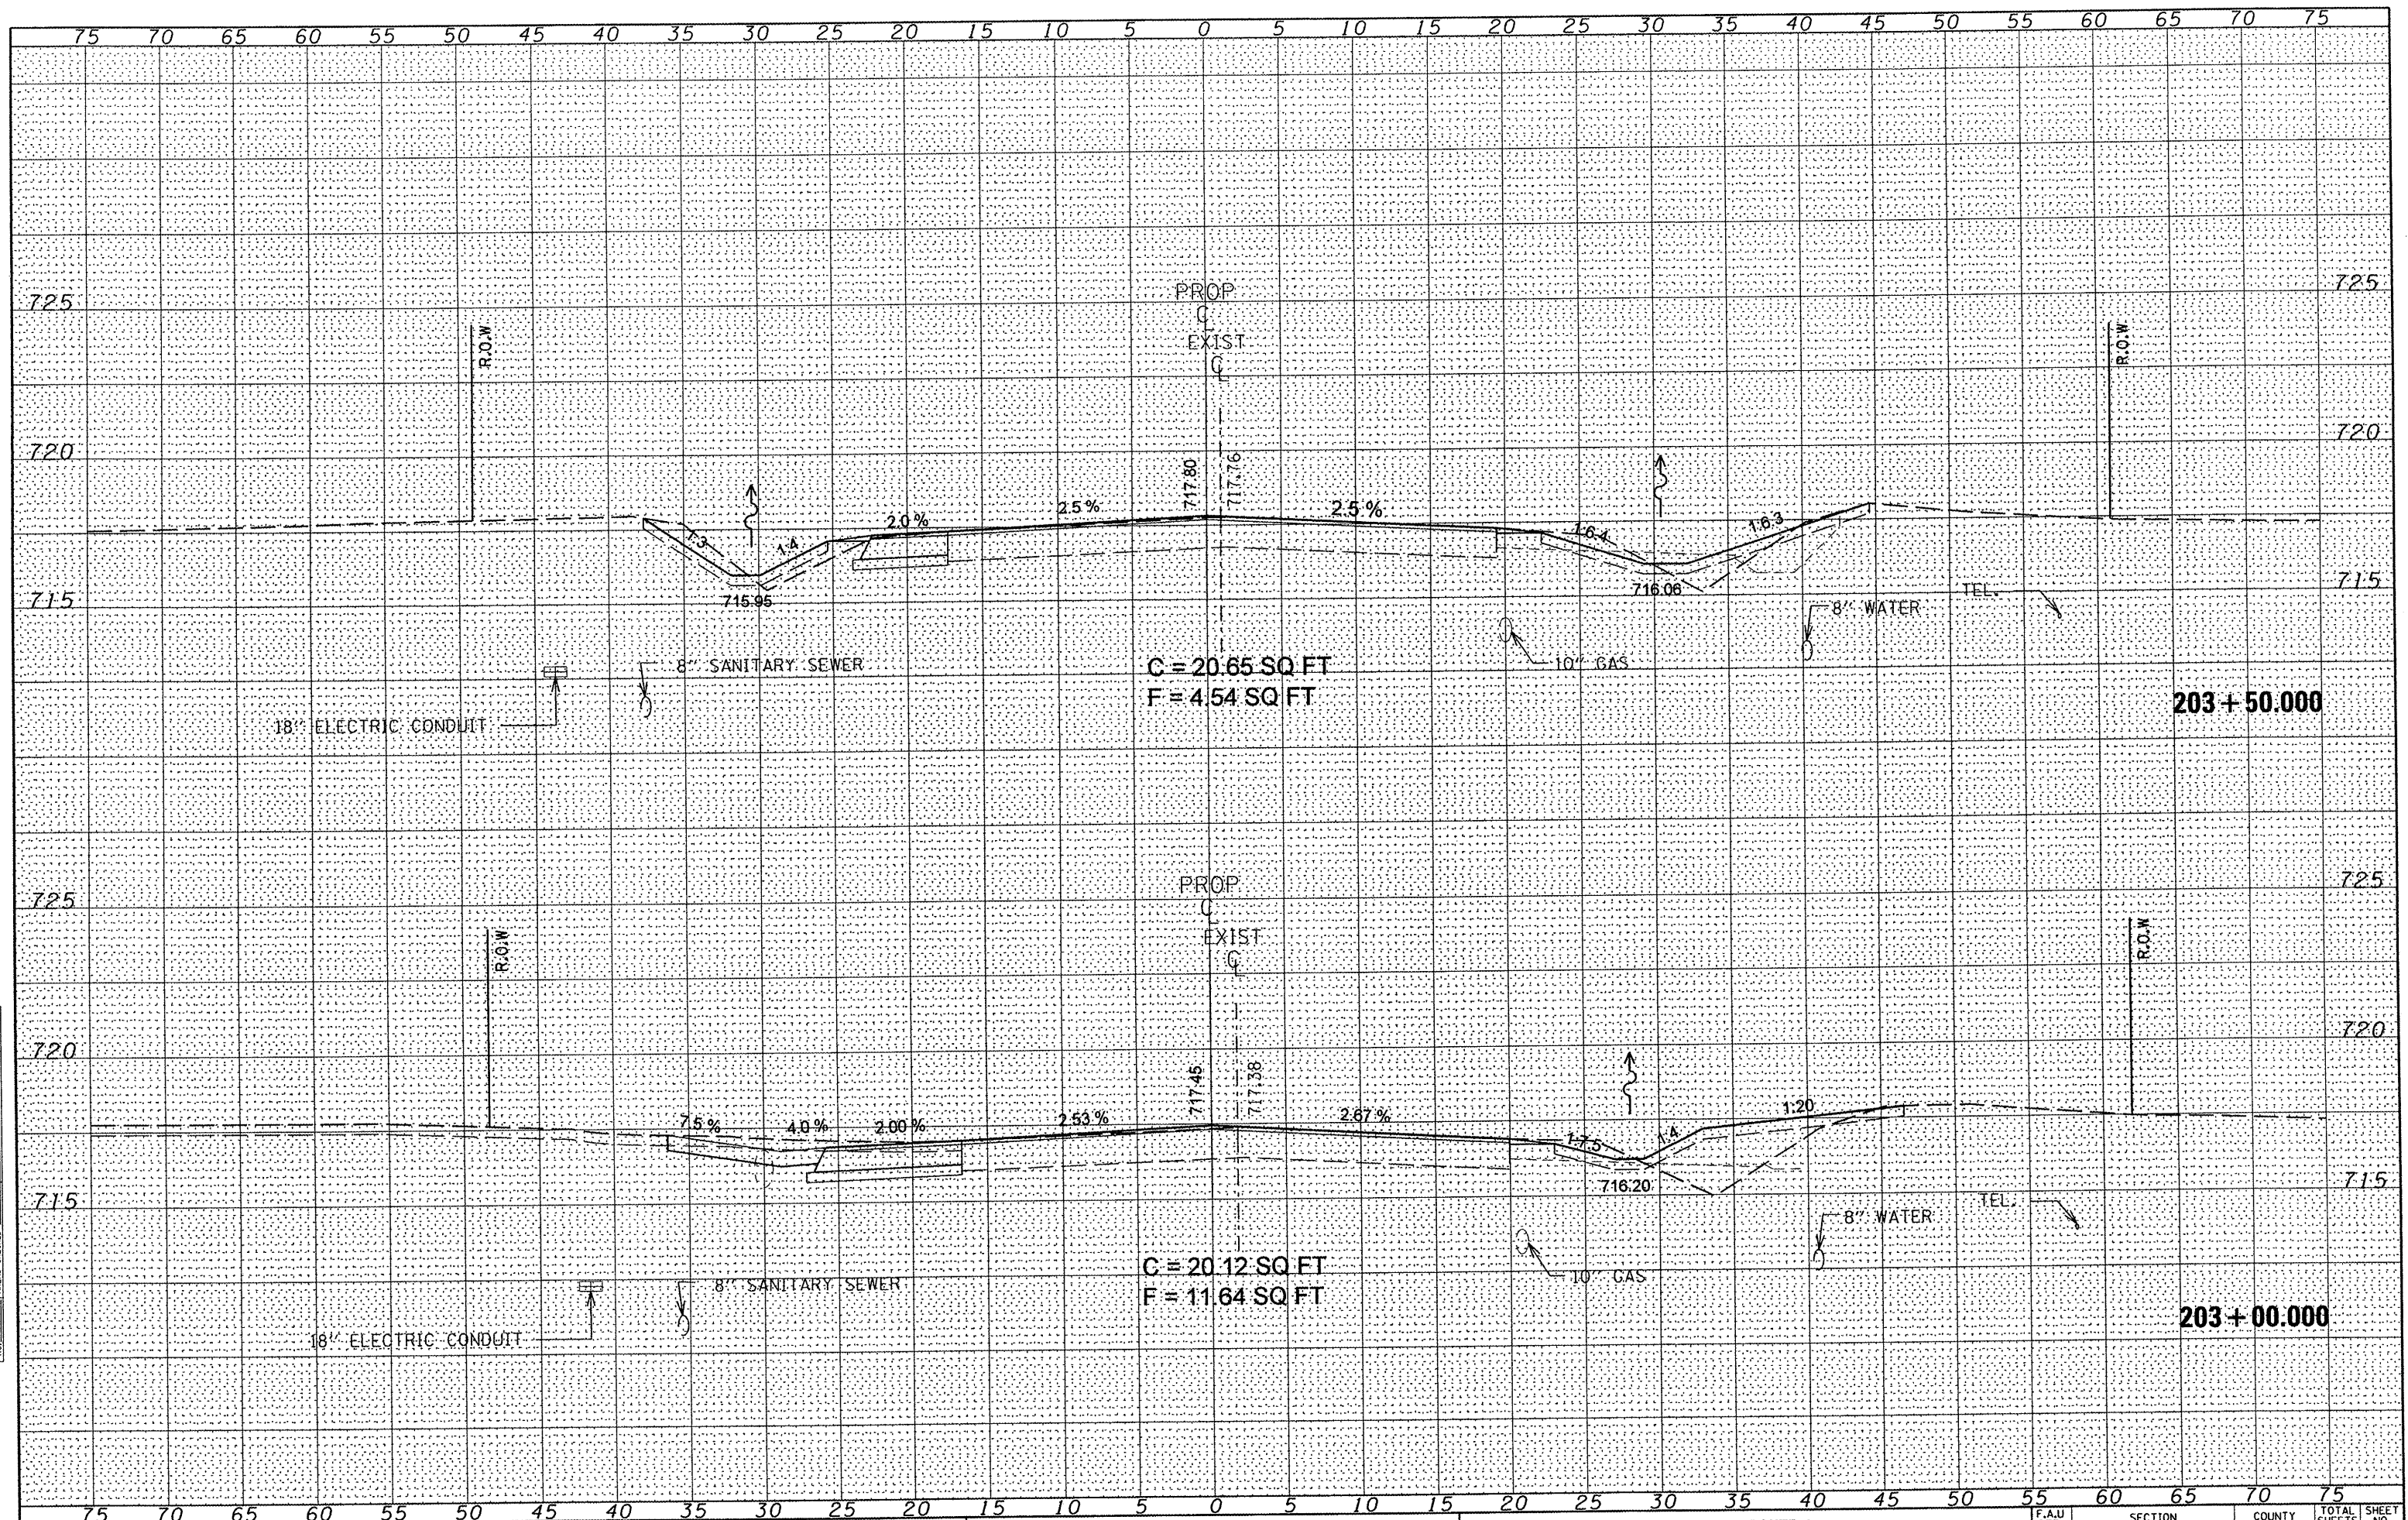 75 70 65 60 55 50 45 40 35 30 25 20 15 10 5 0 5 10 15 20 25 30 35 40 45 50 55 60 65 70 75
725 725
PROP
℄
EXIST
℄
R.O.W R.O.W
720 720
717.80 717.76
1:3 1:4 2.0 % 2.5 % 2.5 % 1:6.4 1:6.3
715 715
715.95 716.06
8" WATER TEL.
8" SANITARY SEWER 10" GAS
C = 20.65 SQ FT
F = 4.54 SQ FT
18" ELECTRIC CONDUIT
203 + 50.000
725 725
PROP
℄
EXIST
℄
R.O.W R.O.W
720 720
717.45 717.38
7.5 % 4.0 % 2.00 % 2.53 % 2.67 % 1:7.5 1:4 1:20
715 715
716.20
8" WATER TEL.
8" SANITARY SEWER 10" GAS
C = 20.12 SQ FT
F = 11.64 SQ FT
18" ELECTRIC CONDUIT
203 + 00.000
75 70 65 60 55 50 45 40 35 30 25 20 15 10 5 0 5 10 15 20 25 30 35 40 45 50 55 60 65 70 75
F.A.U SECTION COUNTY TOTAL SHEETS SHEET NO.